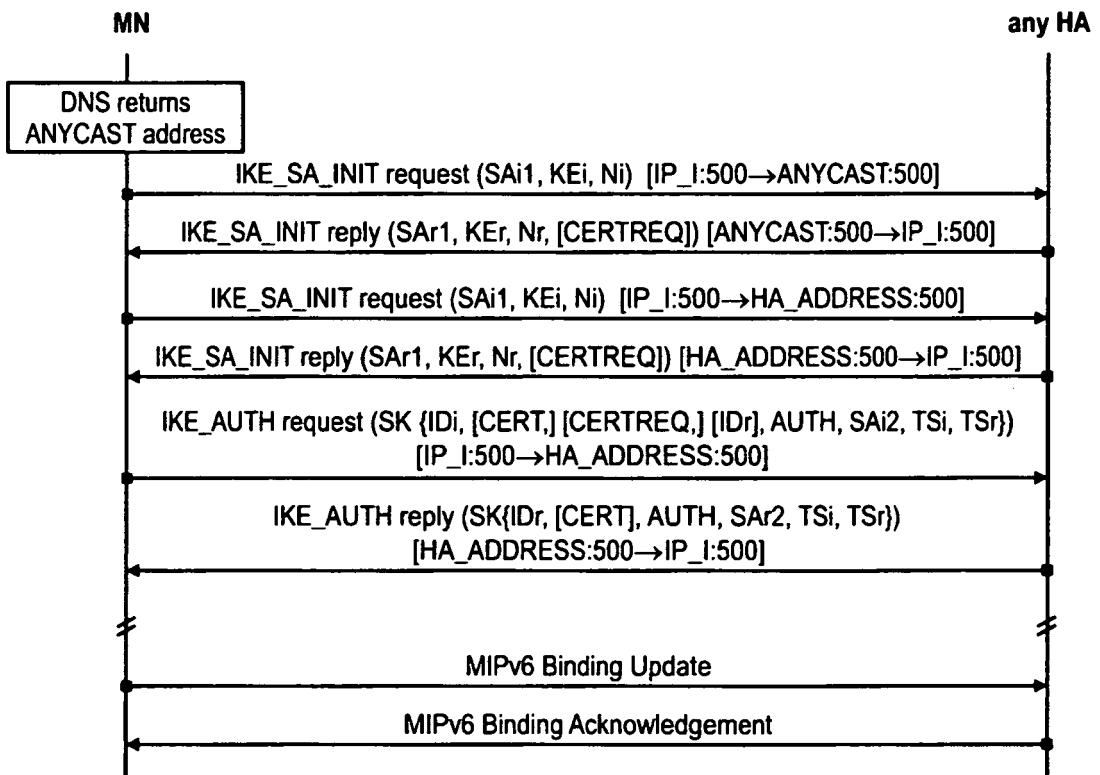 MN
any HA
DNS returns
ANYCAST address
IKE_SA_INIT request (SAi1, KEi, Ni) [IP_I:500→ANYCAST:500]
IKE_SA_INIT reply (SAr1, KEr, Nr, [CERTREQ]) [ANYCAST:500→IP_I:500]
IKE_SA_INIT request (SAi1, KEi, Ni) [IP_I:500→HA_ADDRESS:500]
IKE_SA_INIT reply (SAr1, KEr, Nr, [CERTREQ]) [HA_ADDRESS:500→IP_I:500]
IKE_AUTH request (SK {IDi, [CERT,] [CERTREQ,] [IDr], AUTH, SAi2, TSi, TSr})
[IP_I:500→HA_ADDRESS:500]
IKE_AUTH reply (SK{IDr, [CERT], AUTH, SAr2, TSi, TSr})
[HA_ADDRESS:500→IP_I:500]
MIPv6 Binding Update
MIPv6 Binding Acknowledgement